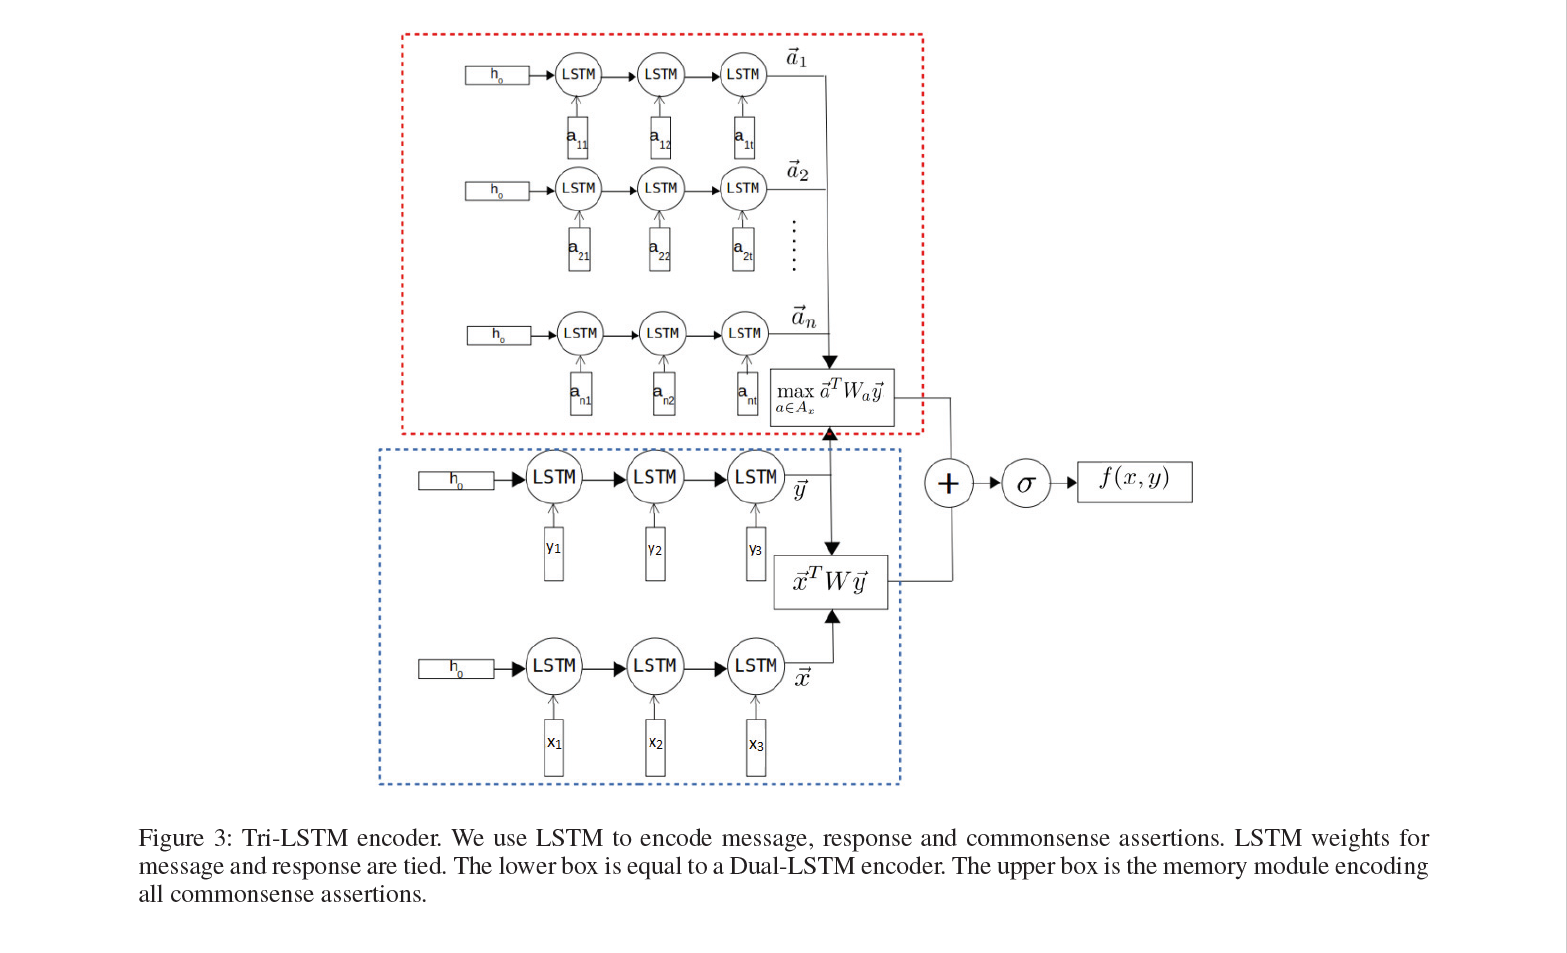 a⃗1
h0 LSTM LSTM LSTM
a11 a12 a1t
a⃗2
h0 LSTM LSTM LSTM
a21 a22 a2t
a⃗n
h0 LSTM LSTM LSTM
an1 an2 ant
max a⃗ᵀWₐy⃗
a∈Aₓ
h0 LSTM LSTM LSTM
y⃗
y1 y2 y3
+ σ f(x, y)
x⃗ᵀWy⃗
h0 LSTM LSTM LSTM
x⃗
x1 x2 x3
Figure 3: Tri-LSTM encoder. We use LSTM to encode message, response and commonsense assertions. LSTM weights for
message and response are tied. The lower box is equal to a Dual-LSTM encoder. The upper box is the memory module encoding
all commonsense assertions.